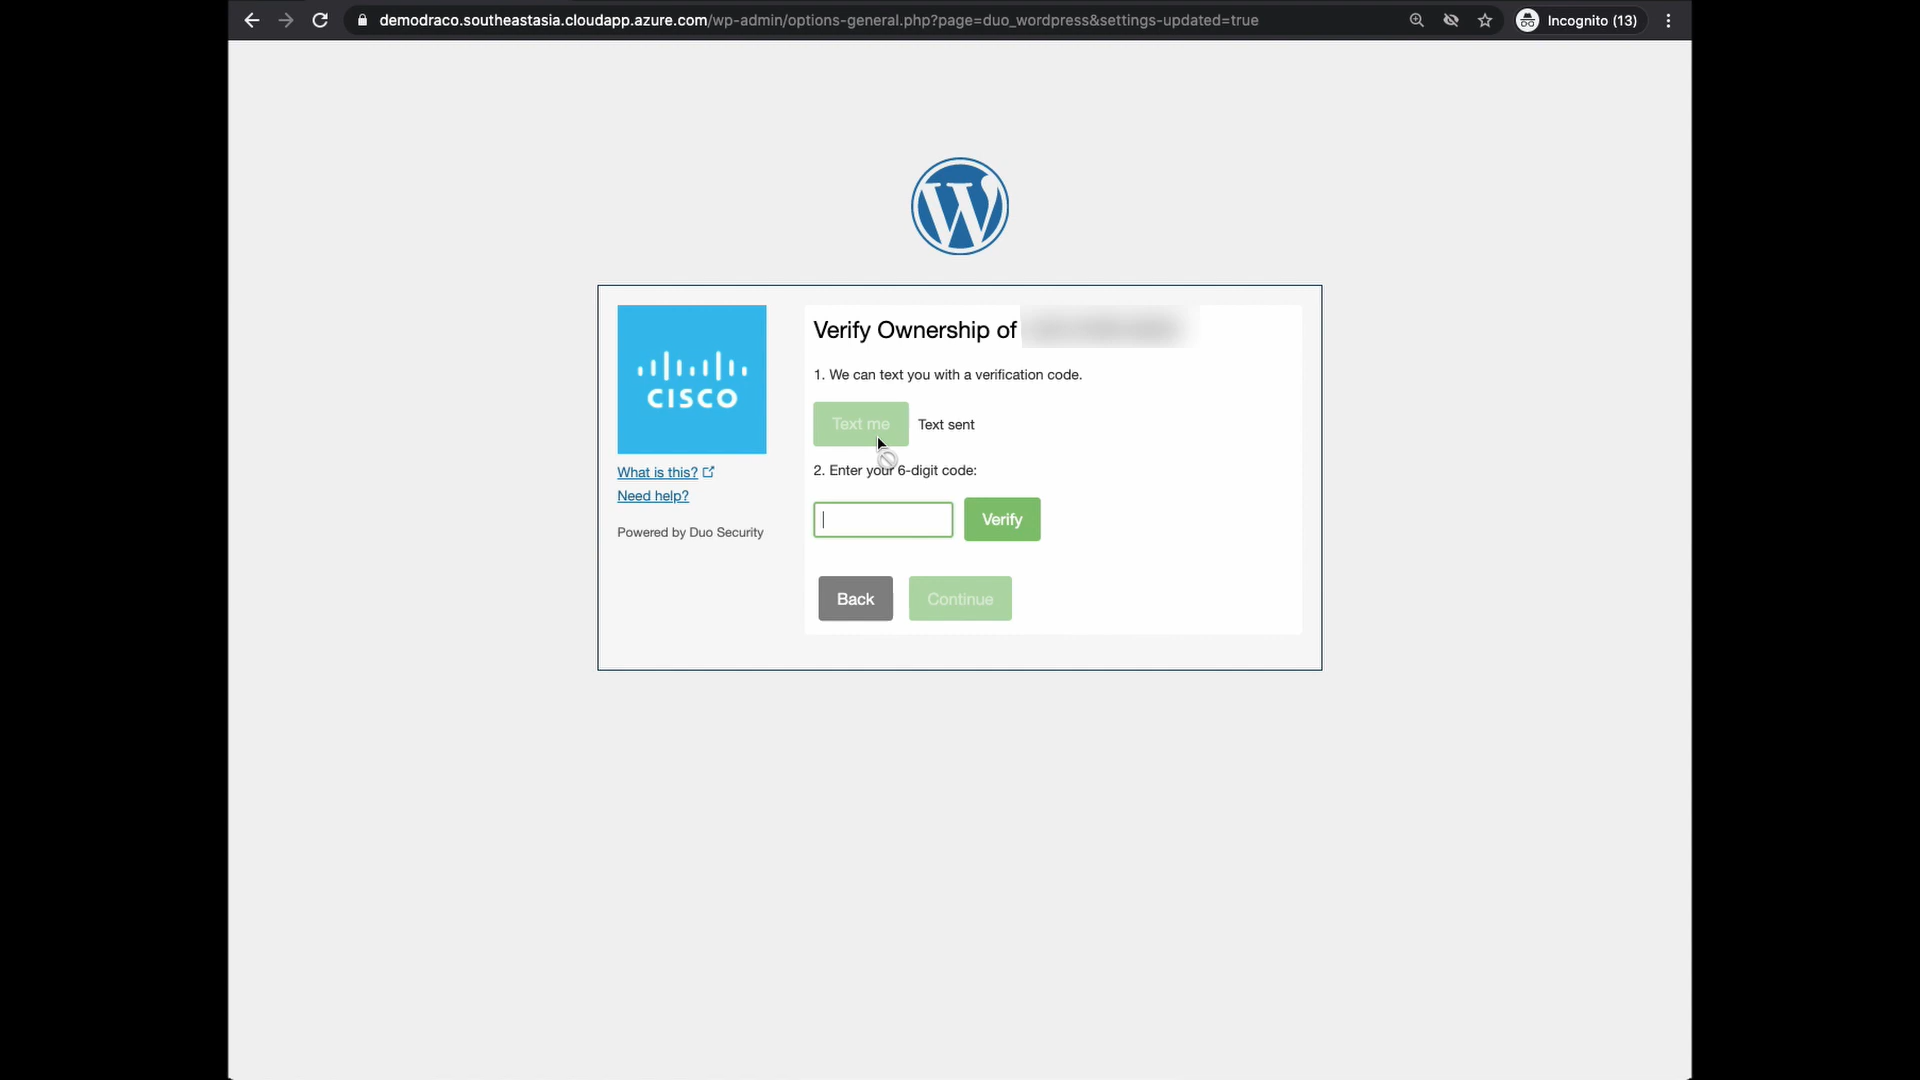 demodraco.southeastasia.cloudapp.azure.com/wp-admin/options-general.php?page=duo_wordpress&settings-updated=true
Incognito (13)
W
CISCO
What is this?
Need help?
Powered by Duo Security
Verify Ownership of
1. We can text you with a verification code.
Text me Text sent
2. Enter your 6-digit code:
Verify
Back Continue